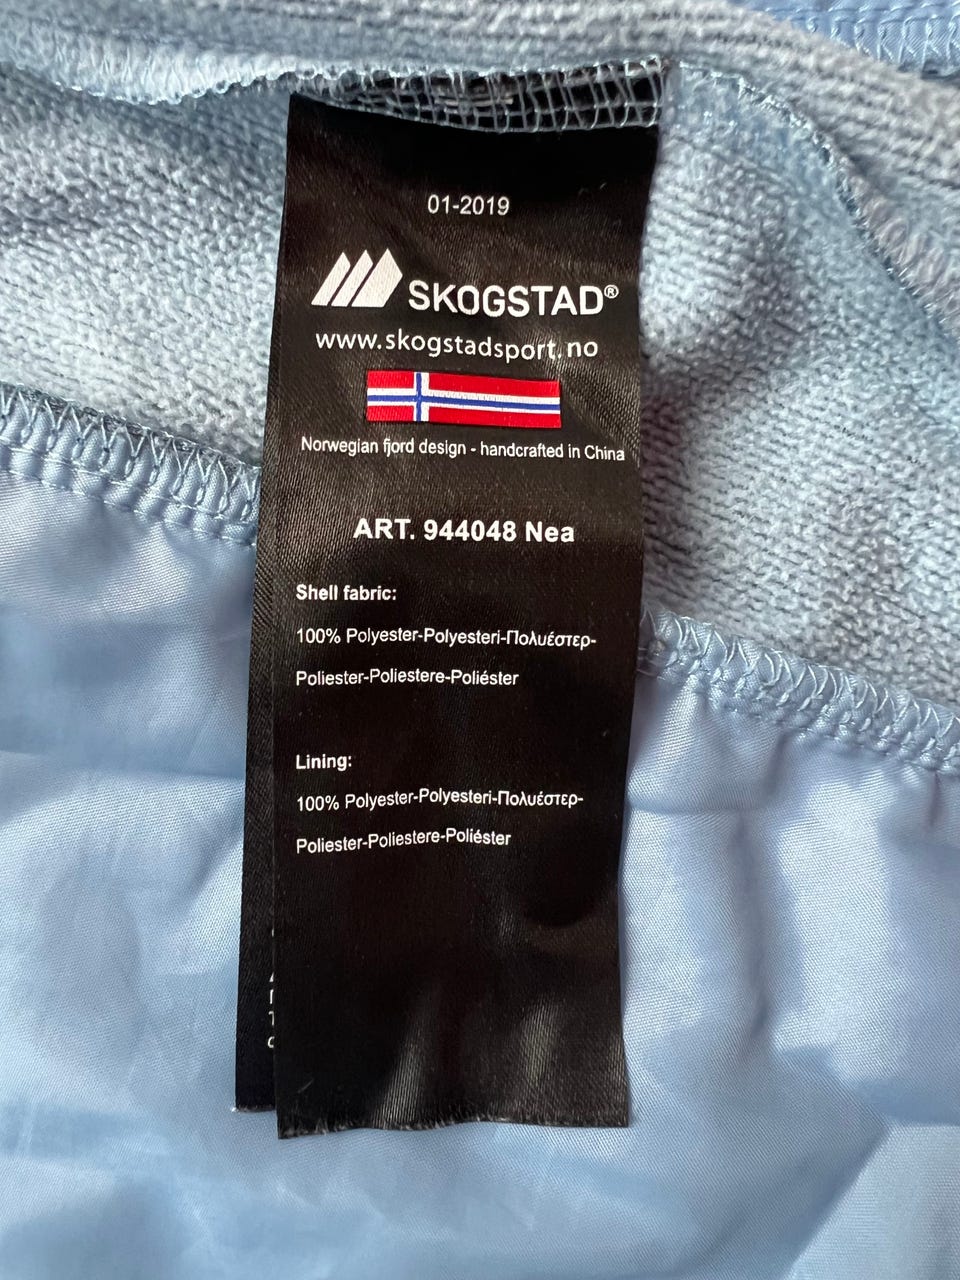 01-2019
SKOGSTAD®
www.skogstadsport.no
Norwegian fjord design - handcrafted in China
ART. 944048 Nea
Shell fabric:
100% Polyester-Polyesteri-Πολυέστερ-
Poliester-Poliestere-Poliéster
Lining:
100% Polyester-Polyesteri-Πολυέστερ-
Poliester-Poliestere-Poliéster